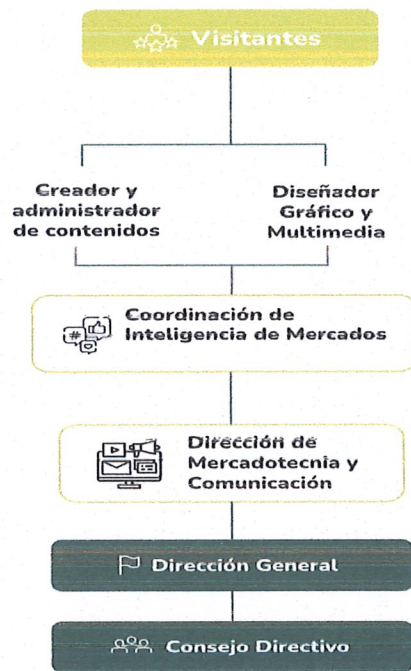 Visitantes
Creador y
administrador
de contenidos
Diseñador
Gráfico y
Multimedia
#
Coordinación de
Inteligencia de Mercados
Dirección de
Mercadotecnia y
Comunicación
Dirección General
Consejo Directivo